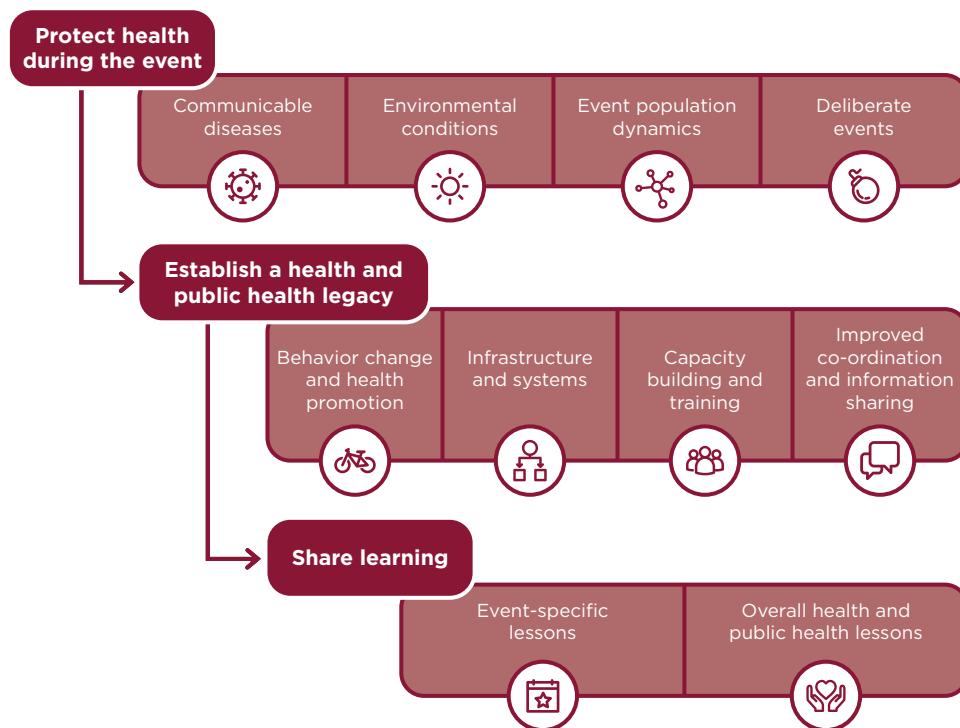 Protect health
during the event
Communicable
diseases
Environmental
conditions
Event population
dynamics
Deliberate
events
Establish a health and
public health legacy
Behavior change
and health
promotion
Infrastructure
and systems
Capacity
building and
training
Improved
co-ordination
and information
sharing
Share learning
Event-specific
lessons
Overall health and
public health lessons